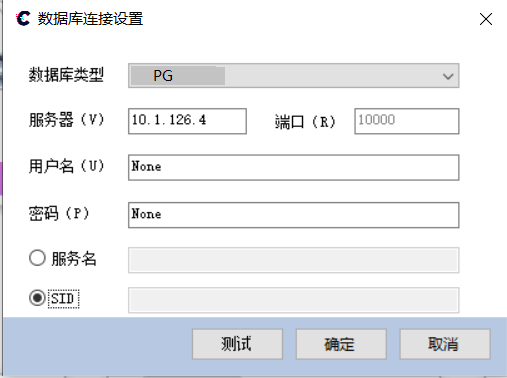 数据库连接设置
数据库类型 PG
服务器（V） 10.1.126.4 端口（R） 10000
用户名（U） None
密码（P） None
服务名
SID
测试 确定 取消